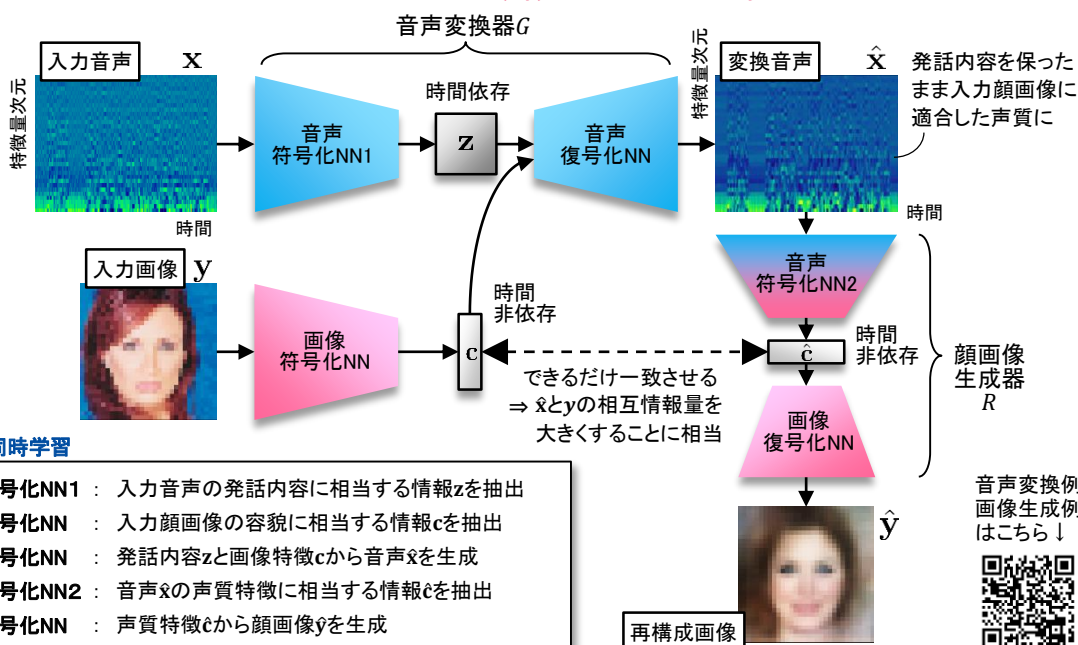 音声変換器G
入力音声 x
特徴量次元
時間
音声
符号化NN1
時間依存
z
音声
復号化NN
特徴量次元
変換音声 x̂
時間
発話内容を保った
まま入力顔画像に
適合した声質に
入力画像 y
画像
符号化NN
時間
非依存
c
できるだけ一致させる
⇒ x̂とyの相互情報量を
大きくすることに相当
音声
符号化NN2
ĉ
時間
非依存
画像
復号化NN
顔画像
生成器
R
同時学習
号化NN1 : 入力音声の発話内容に相当する情報zを抽出
号化NN : 入力顔画像の容貌に相当する情報cを抽出
号化NN : 発話内容zと画像特徴cから音声x̂を生成
号化NN2 : 音声x̂の声質特徴に相当する情報ĉを抽出
号化NN : 声質特徴ĉから顔画像ŷを生成
再構成画像
ŷ
音声変換例
画像生成例
はこちら↓